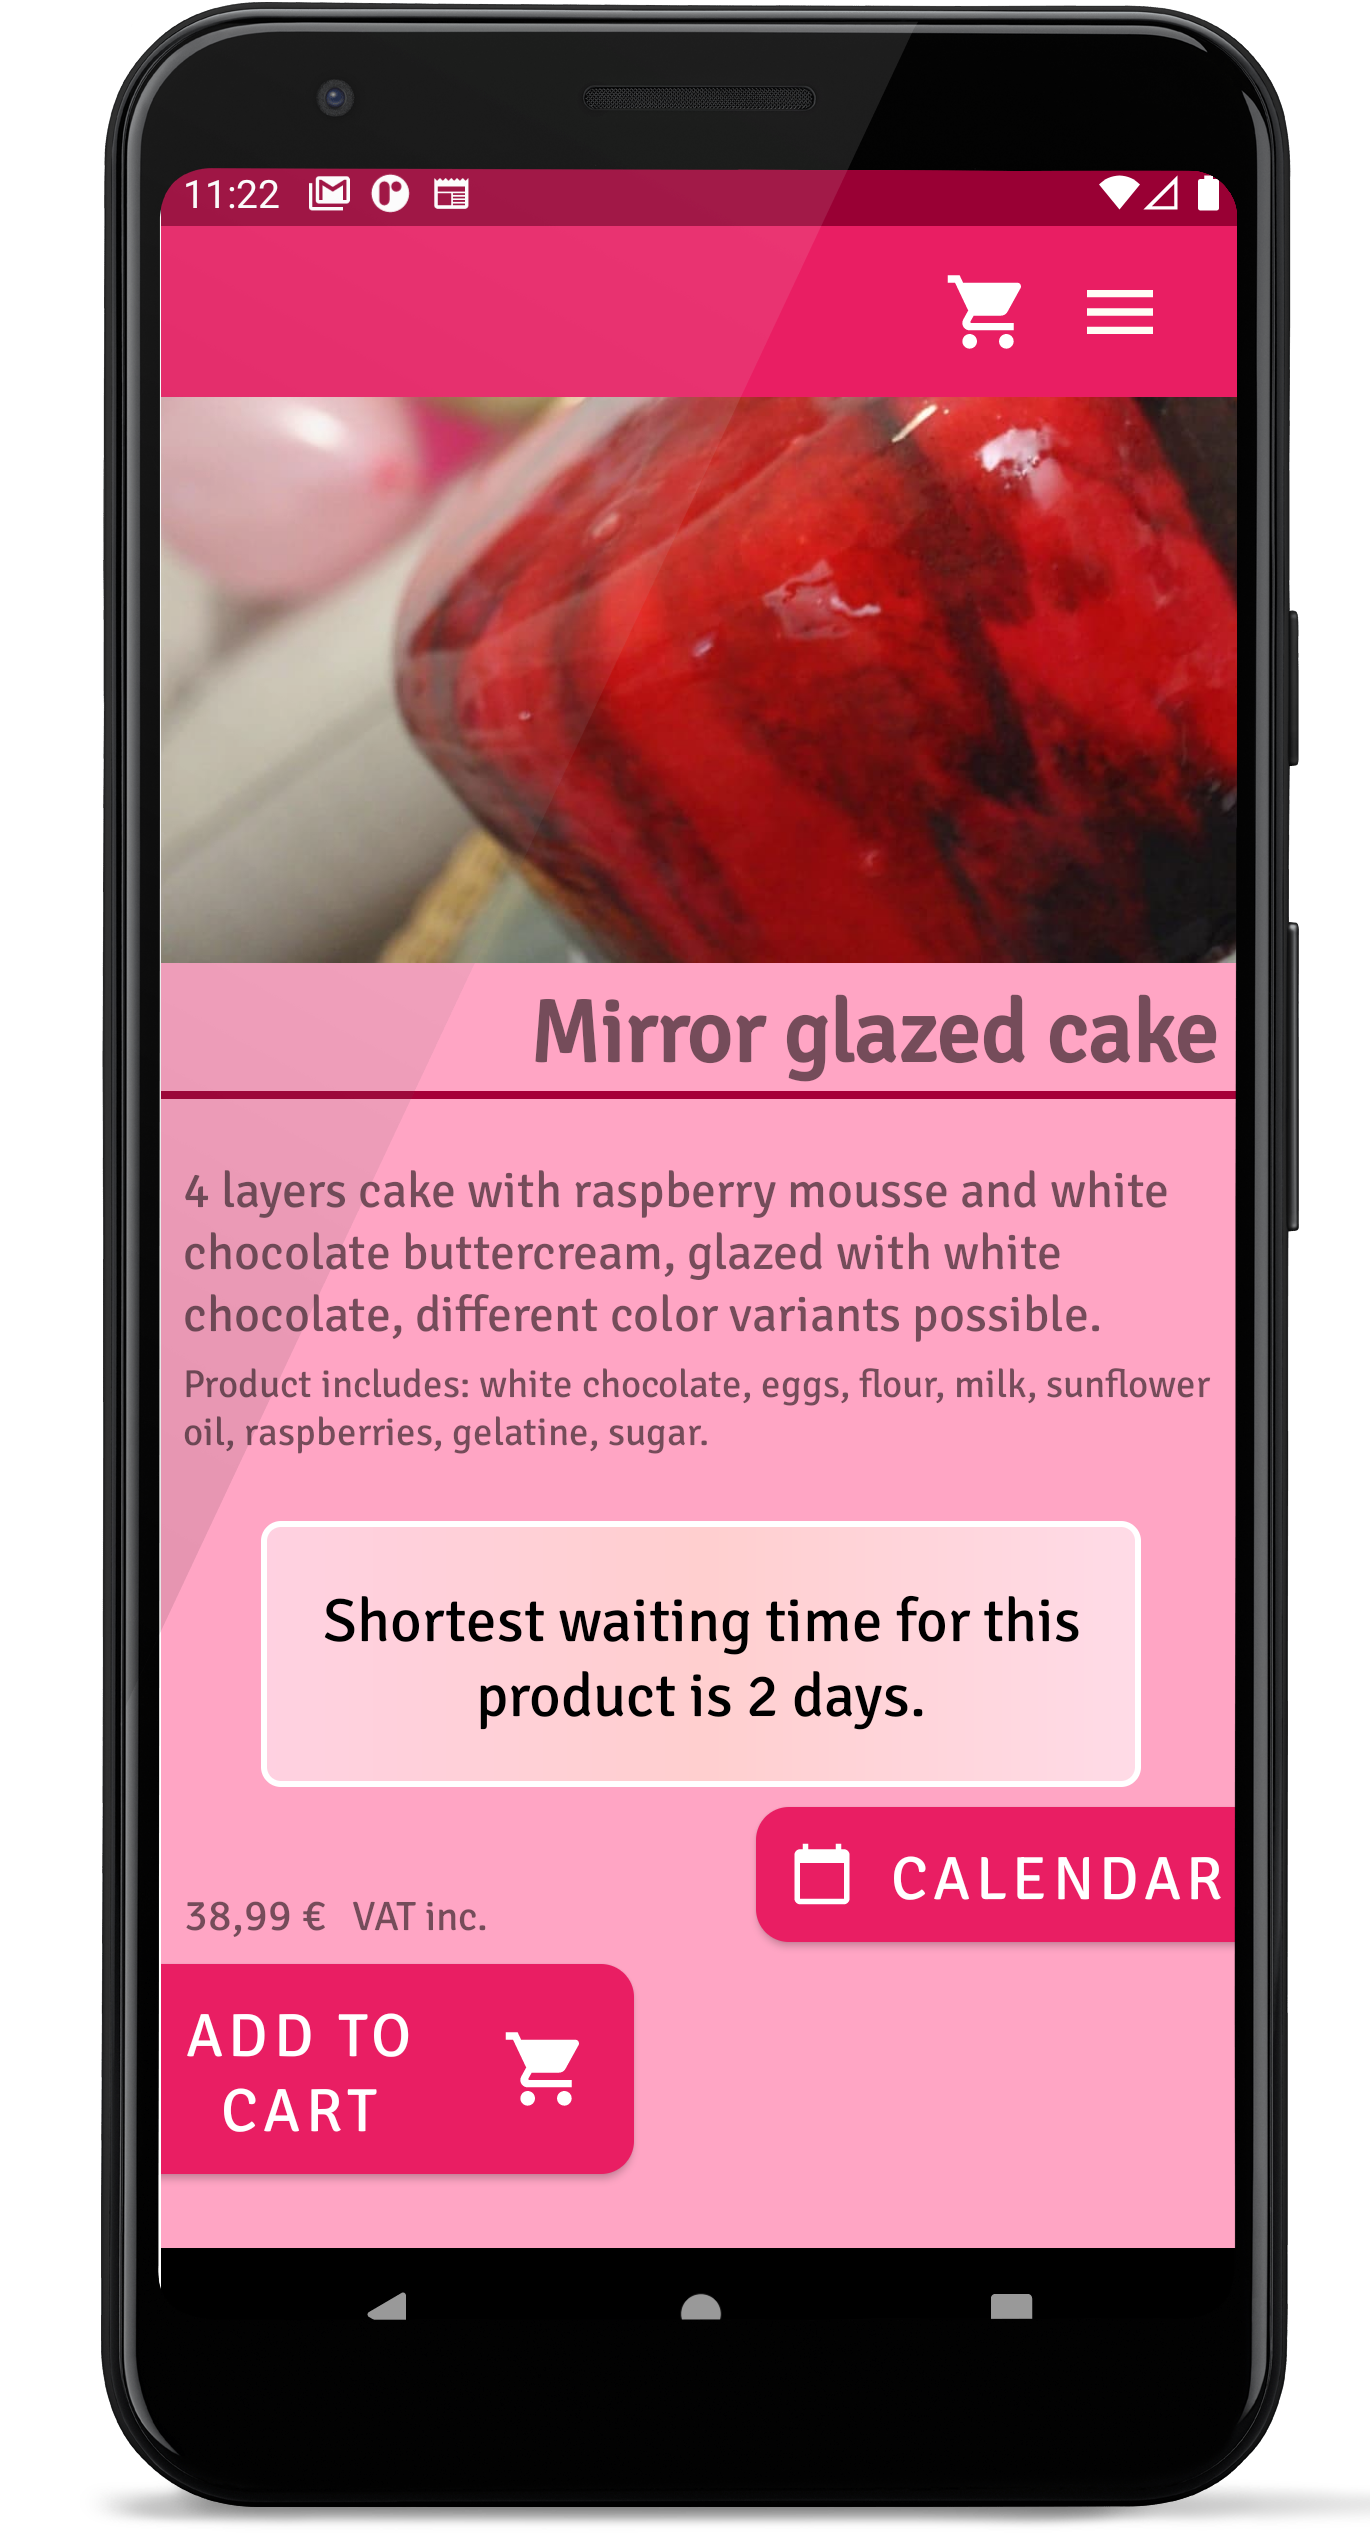 11:22
Mirror glazed cake
4 layers cake with raspberry mousse and white
chocolate buttercream, glazed with white
chocolate, different color variants possible.
Product includes: white chocolate, eggs, flour, milk, sunflower
oil, raspberries, gelatine, sugar.
Shortest waiting time for this
product is 2 days.
CALENDAR
38,99 € VAT inc.
ADD TO
CART